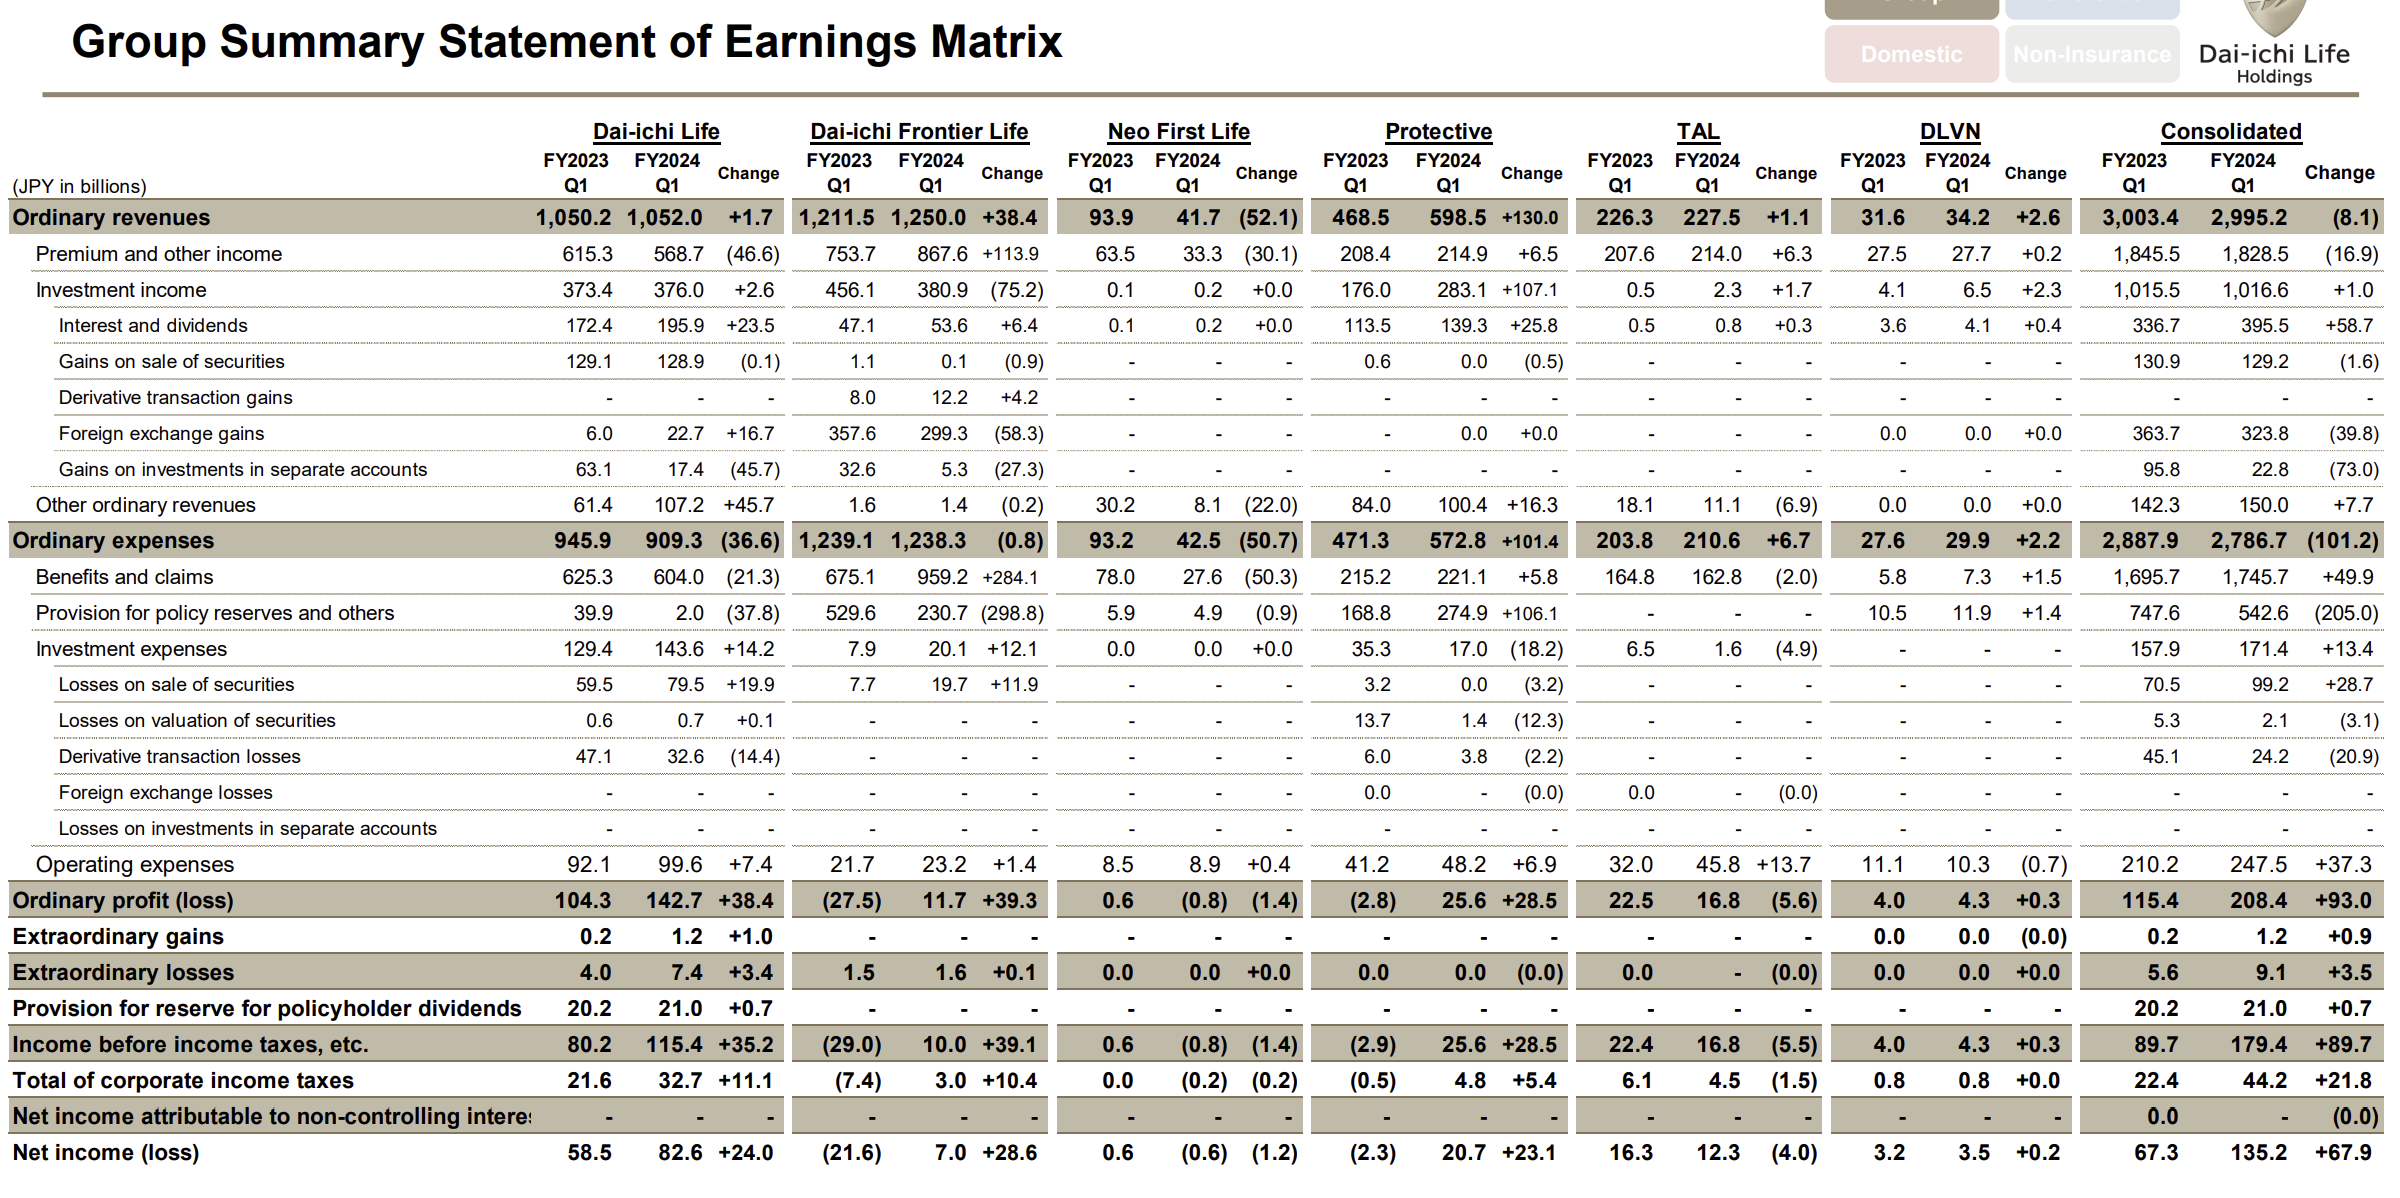 Group Summary Statement of Earnings Matrix
Domestic Non-Insurance
Dai-ichi Life
Holdings
Dai-ichi Life Dai-ichi Frontier Life Neo First Life Protective TAL DLVN Consolidated
(JPY in billions) FY2023 Q1 FY2024 Q1 Change FY2023 Q1 FY2024 Q1 Change FY2023 Q1 FY2024 Q1 Change FY2023 Q1 FY2024 Q1 Change FY2023 Q1 FY2024 Q1 Change FY2023 Q1 FY2024 Q1 Change FY2023 Q1 FY2024 Q1 Change
Ordinary revenues 1,050.2 1,052.0 +1.7 1,211.5 1,250.0 +38.4 93.9 41.7 (52.1) 468.5 598.5 +130.0 226.3 227.5 +1.1 31.6 34.2 +2.6 3,003.4 2,995.2 (8.1)
Premium and other income 615.3 568.7 (46.6) 753.7 867.6 +113.9 63.5 33.3 (30.1) 208.4 214.9 +6.5 207.6 214.0 +6.3 27.5 27.7 +0.2 1,845.5 1,828.5 (16.9)
Investment income 373.4 376.0 +2.6 456.1 380.9 (75.2) 0.1 0.2 +0.0 176.0 283.1 +107.1 0.5 2.3 +1.7 4.1 6.5 +2.3 1,015.5 1,016.6 +1.0
Interest and dividends 172.4 195.9 +23.5 47.1 53.6 +6.4 0.1 0.2 +0.0 113.5 139.3 +25.8 0.5 0.8 +0.3 3.6 4.1 +0.4 336.7 395.5 +58.7
Gains on sale of securities 129.1 128.9 (0.1) 1.1 0.1 (0.9) - - - 0.6 0.0 (0.5) - - - - - - 130.9 129.2 (1.6)
Derivative transaction gains - - - 8.0 12.2 +4.2 - - - - - - - - - - - - - - -
Foreign exchange gains 6.0 22.7 +16.7 357.6 299.3 (58.3) - - - - 0.0 +0.0 - - - 0.0 0.0 +0.0 363.7 323.8 (39.8)
Gains on investments in separate accounts 63.1 17.4 (45.7) 32.6 5.3 (27.3) - - - - - - - - - - - - 95.8 22.8 (73.0)
Other ordinary revenues 61.4 107.2 +45.7 1.6 1.4 (0.2) 30.2 8.1 (22.0) 84.0 100.4 +16.3 18.1 11.1 (6.9) 0.0 0.0 +0.0 142.3 150.0 +7.7
Ordinary expenses 945.9 909.3 (36.6) 1,239.1 1,238.3 (0.8) 93.2 42.5 (50.7) 471.3 572.8 +101.4 203.8 210.6 +6.7 27.6 29.9 +2.2 2,887.9 2,786.7 (101.2)
Benefits and claims 625.3 604.0 (21.3) 675.1 959.2 +284.1 78.0 27.6 (50.3) 215.2 221.1 +5.8 164.8 162.8 (2.0) 5.8 7.3 +1.5 1,695.7 1,745.7 +49.9
Provision for policy reserves and others 39.9 2.0 (37.8) 529.6 230.7 (298.8) 5.9 4.9 (0.9) 168.8 274.9 +106.1 - - - 10.5 11.9 +1.4 747.6 542.6 (205.0)
Investment expenses 129.4 143.6 +14.2 7.9 20.1 +12.1 0.0 0.0 +0.0 35.3 17.0 (18.2) 6.5 1.6 (4.9) - - - 157.9 171.4 +13.4
Losses on sale of securities 59.5 79.5 +19.9 7.7 19.7 +11.9 - - - 3.2 0.0 (3.2) - - - - - - 70.5 99.2 +28.7
Losses on valuation of securities 0.6 0.7 +0.1 - - - - - - 13.7 1.4 (12.3) - - - - - - 5.3 2.1 (3.1)
Derivative transaction losses 47.1 32.6 (14.4) - - - - - - 6.0 3.8 (2.2) - - - - - - 45.1 24.2 (20.9)
Foreign exchange losses - - - - - - - - - 0.0 - (0.0) 0.0 - (0.0) - - - - - -
Losses on investments in separate accounts - - - - - - - - - - - - - - - - - - - - -
Operating expenses 92.1 99.6 +7.4 21.7 23.2 +1.4 8.5 8.9 +0.4 41.2 48.2 +6.9 32.0 45.8 +13.7 11.1 10.3 (0.7) 210.2 247.5 +37.3
Ordinary profit (loss) 104.3 142.7 +38.4 (27.5) 11.7 +39.3 0.6 (0.8) (1.4) (2.8) 25.6 +28.5 22.5 16.8 (5.6) 4.0 4.3 +0.3 115.4 208.4 +93.0
Extraordinary gains 0.2 1.2 +1.0 - - - - - - - - - - - - 0.0 0.0 (0.0) 0.2 1.2 +0.9
Extraordinary losses 4.0 7.4 +3.4 1.5 1.6 +0.1 0.0 0.0 +0.0 0.0 0.0 (0.0) 0.0 - (0.0) 0.0 0.0 +0.0 5.6 9.1 +3.5
Provision for reserve for policyholder dividends 20.2 21.0 +0.7 - - - - - - - - - - - - - - - 20.2 21.0 +0.7
Income before income taxes, etc. 80.2 115.4 +35.2 (29.0) 10.0 +39.1 0.6 (0.8) (1.4) (2.9) 25.6 +28.5 22.4 16.8 (5.5) 4.0 4.3 +0.3 89.7 179.4 +89.7
Total of corporate income taxes 21.6 32.7 +11.1 (7.4) 3.0 +10.4 0.0 (0.2) (0.2) (0.5) 4.8 +5.4 6.1 4.5 (1.5) 0.8 0.8 +0.0 22.4 44.2 +21.8
Net income attributable to non-controlling intere - - - - - - - - - - - - - - - - - - 0.0 - (0.0)
Net income (loss) 58.5 82.6 +24.0 (21.6) 7.0 +28.6 0.6 (0.6) (1.2) (2.3) 20.7 +23.1 16.3 12.3 (4.0) 3.2 3.5 +0.2 67.3 135.2 +67.9